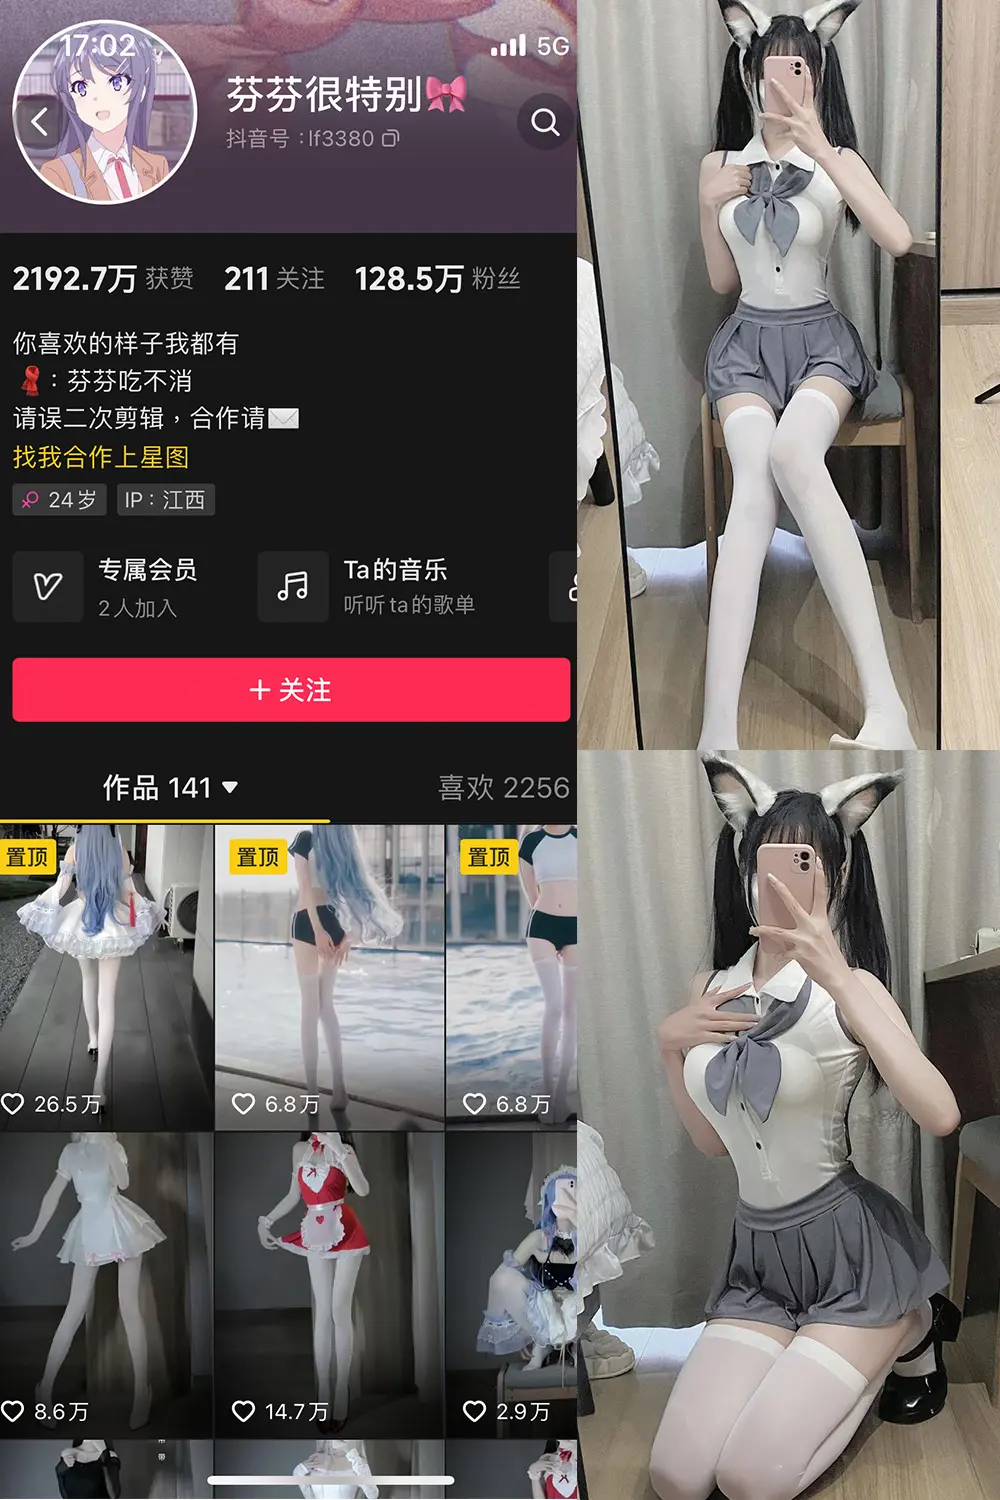 17:02
5G
芬芬很特别🎀
抖音号：lf3380
2192.7万 获赞 211 关注 128.5万 粉丝
你喜欢的样子我都有
🧣：芬芬吃不消
请误二次剪辑，合作请✉️
找我合作上星图
24岁 IP：江西
专属会员
2人加入
Ta的音乐
听听ta的歌单
+ 关注
作品 141 喜欢 2256
置顶 置顶 置顶
26.5万 6.8万 6.8万
8.6万 14.7万 2.9万